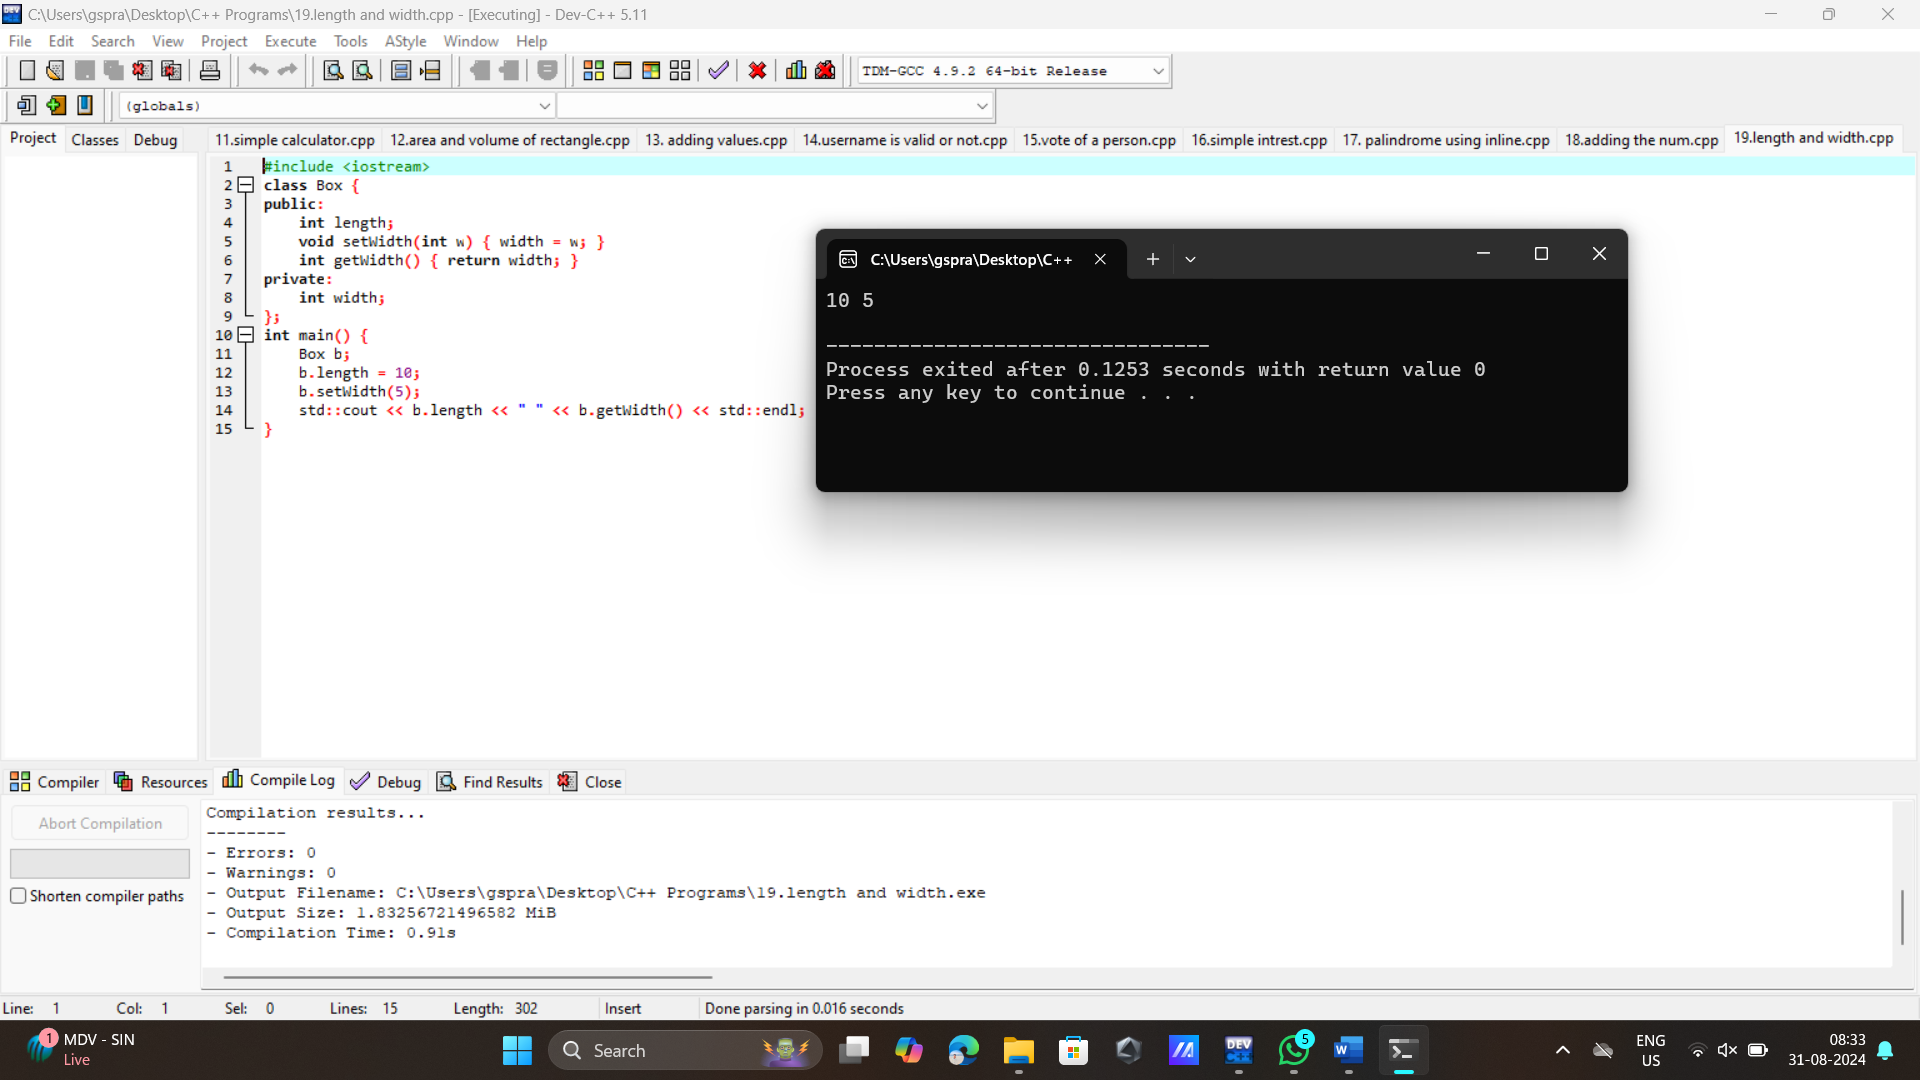 C:\Users\gspra\Desktop\C++ Programs\19.length and width.cpp - [Executing] - Dev-C++ 5.11
File Edit Search View Project Execute Tools AStyle Window Help
TDM-GCC 4.9.2 64-bit Release
(globals)
Project Classes Debug
11.simple calculator.cpp 12.area and volume of rectangle.cpp 13. adding values.cpp 14.username is valid or not.cpp 15.vote of a person.cpp 16.simple intrest.cpp 17. palindrome using inline.cpp 18.adding the num.cpp 19.length and width.cpp
1 #include <iostream>
2 class Box {
3 public:
4 int length;
5 void setWidth(int w) { width = w; }
6 int getWidth() { return width; }
7 private:
8 int width;
9 };
10 int main() {
11 Box b;
12 b.length = 10;
13 b.setWidth(5);
14 std::cout << b.length << " " << b.getWidth() << std::endl;
15 }
C:\Users\gspra\Desktop\C++
10 5
--------------------------------
Process exited after 0.1253 seconds with return value 0
Press any key to continue . . .
Compiler Resources Compile Log Debug Find Results Close
Abort Compilation
Shorten compiler paths
Compilation results...
--------
- Errors: 0
- Warnings: 0
- Output Filename: C:\Users\gspra\Desktop\C++ Programs\19.length and width.exe
- Output Size: 1.83256721496582 MiB
- Compilation Time: 0.91s
Line: 1 Col: 1 Sel: 0 Lines: 15 Length: 302 Insert Done parsing in 0.016 seconds
1
MDV - SIN
Live
Search
DEV
C++
5
W
ENG
US
08:33
31-08-2024